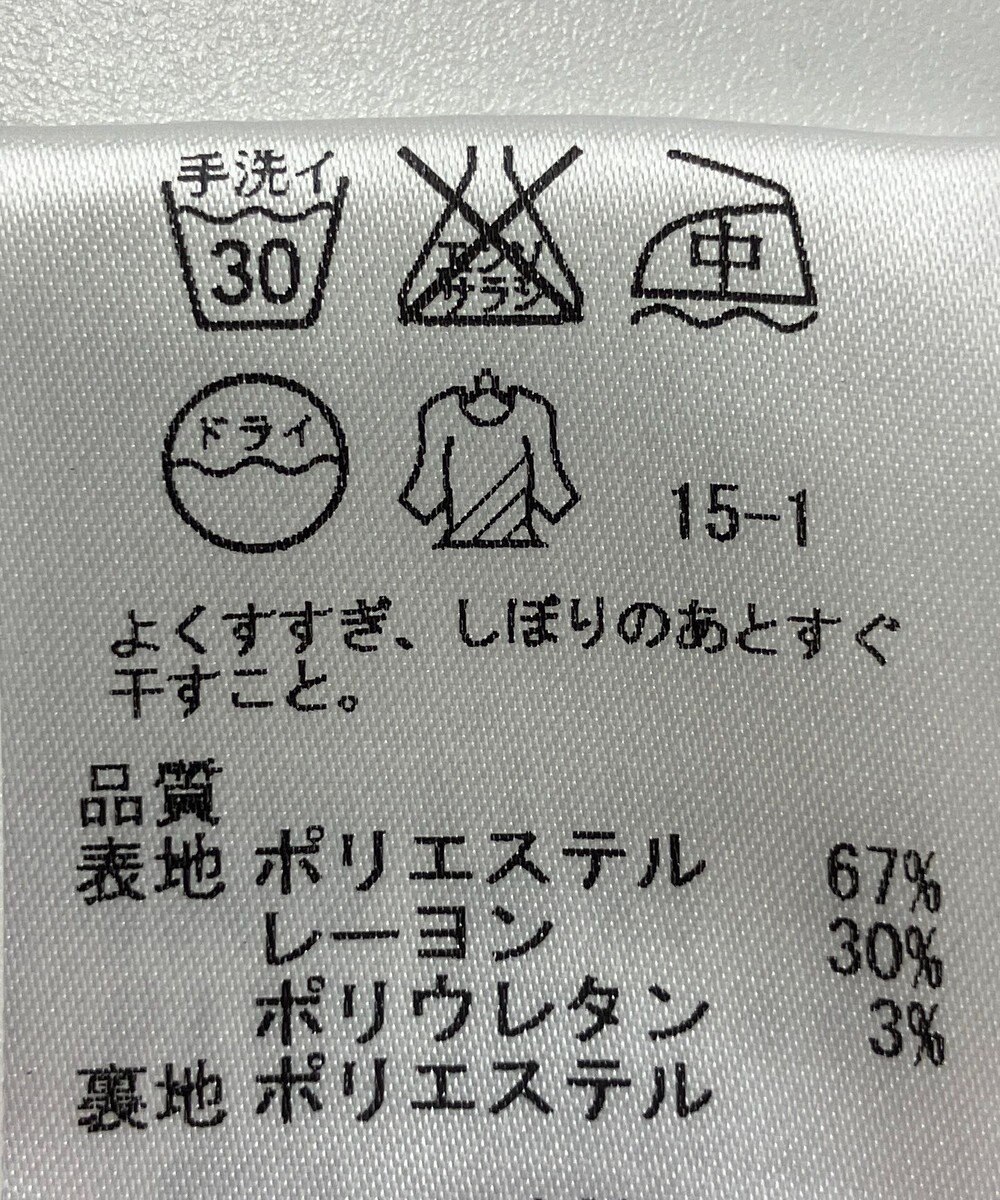 手洗イ
30
エンソ
サラシ
中
ドライ
15-1
よくすすぎ、しぼりのあとすぐ
干すこと。
品質
表地 ポリエステル 67%
レーヨン 30%
ポリウレタン 3%
裏地 ポリエステル